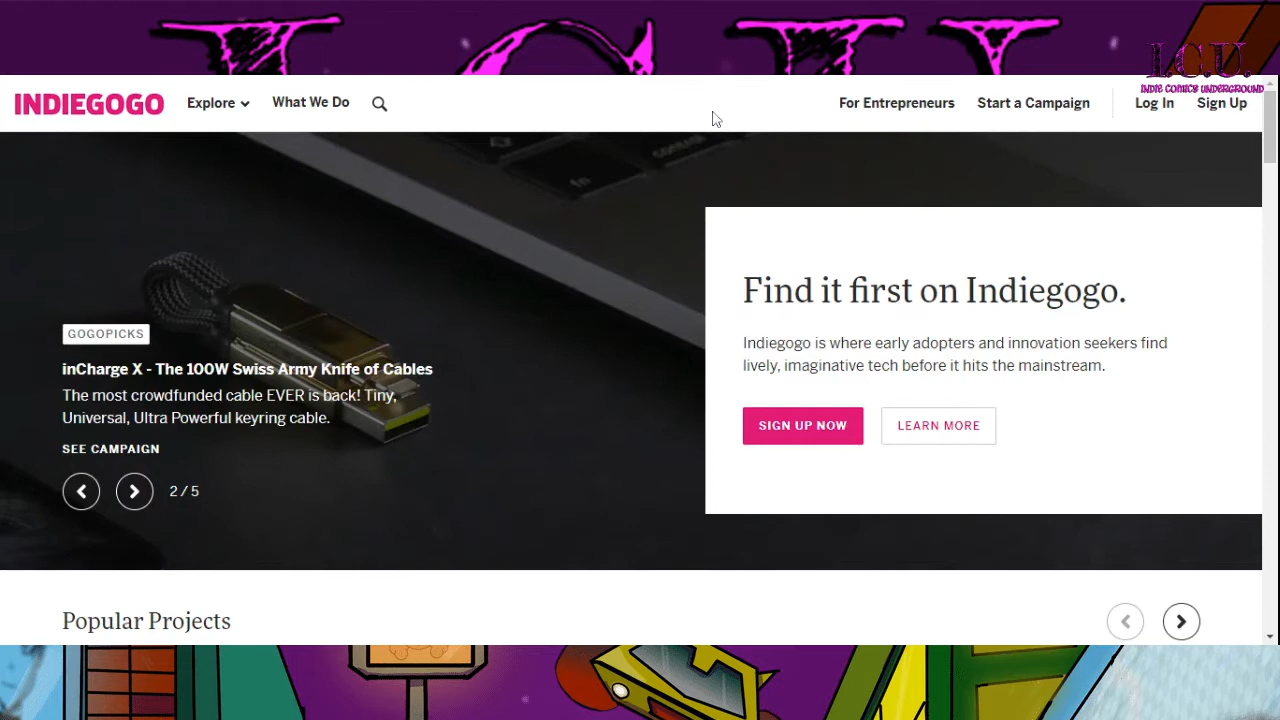 I.C.U.
I.C.U.
INDIE COMICS UNDERGROUND
INDIEGOGO Explore What We Do For Entrepreneurs Start a Campaign Log In Sign Up
control
fn
GOGOPICKS
inCharge X - The 100W Swiss Army Knife of Cables
The most crowdfunded cable EVER is back! Tiny,
Universal, Ultra Powerful keyring cable.
SEE CAMPAIGN
2 / 5
Find it first on Indiegogo.
Indiegogo is where early adopters and innovation seekers find
lively, imaginative tech before it hits the mainstream.
SIGN UP NOW LEARN MORE
Popular Projects